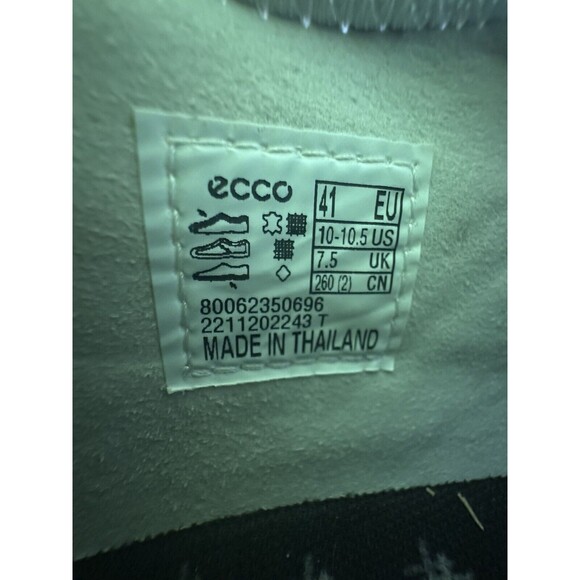 ecco
41 EU
10-10.5 US
7.5 UK
260 (2) CN
80062350696
2211202243 T
MADE IN THAILAND